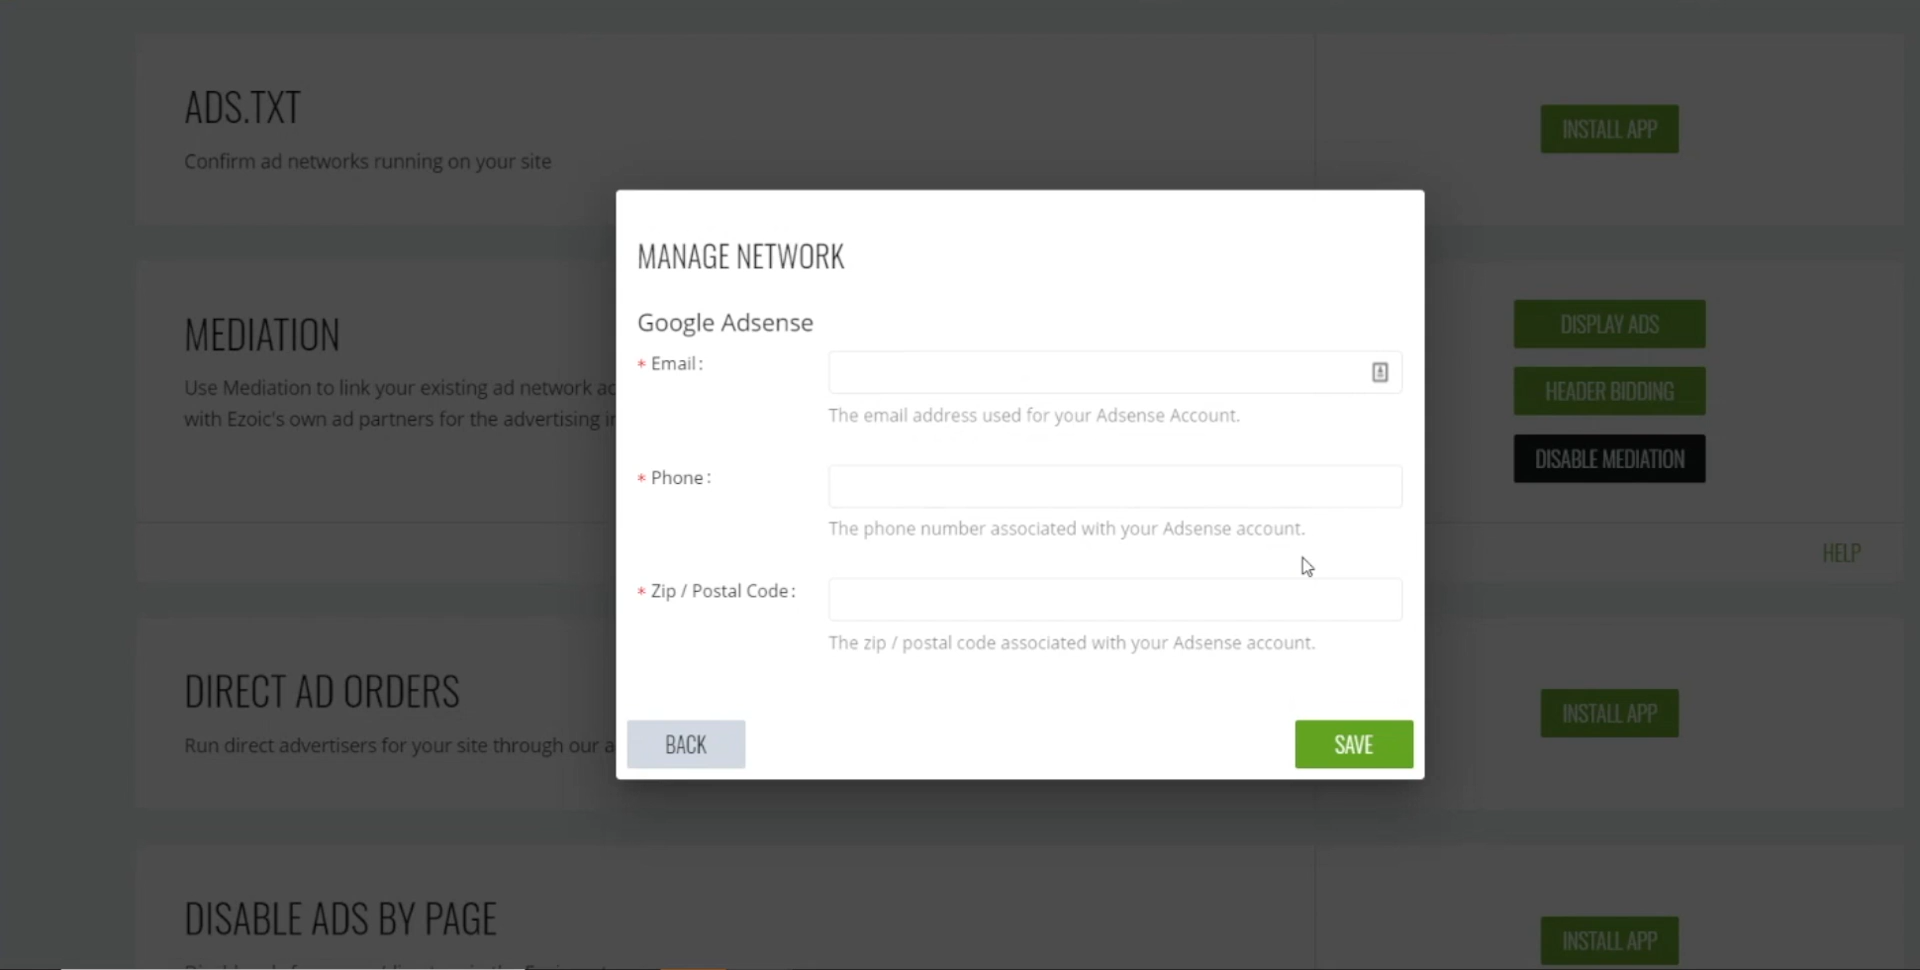 ADS.TXT
Confirm ad networks running on your site
INSTALL APP
MEDIATION
Use Mediation to link your existing ad network
with Ezoic's own ad partners for the advertising
DISPLAY ADS
HEADER BIDDING
DISABLE MEDIATION
HELP
MANAGE NETWORK
Google Adsense
* Email:
The email address used for your Adsense Account.
* Phone:
The phone number associated with your Adsense account.
* Zip / Postal Code:
The zip / postal code associated with your Adsense account.
BACK
SAVE
DIRECT AD ORDERS
Run direct advertisers for your site through our
INSTALL APP
DISABLE ADS BY PAGE
INSTALL APP